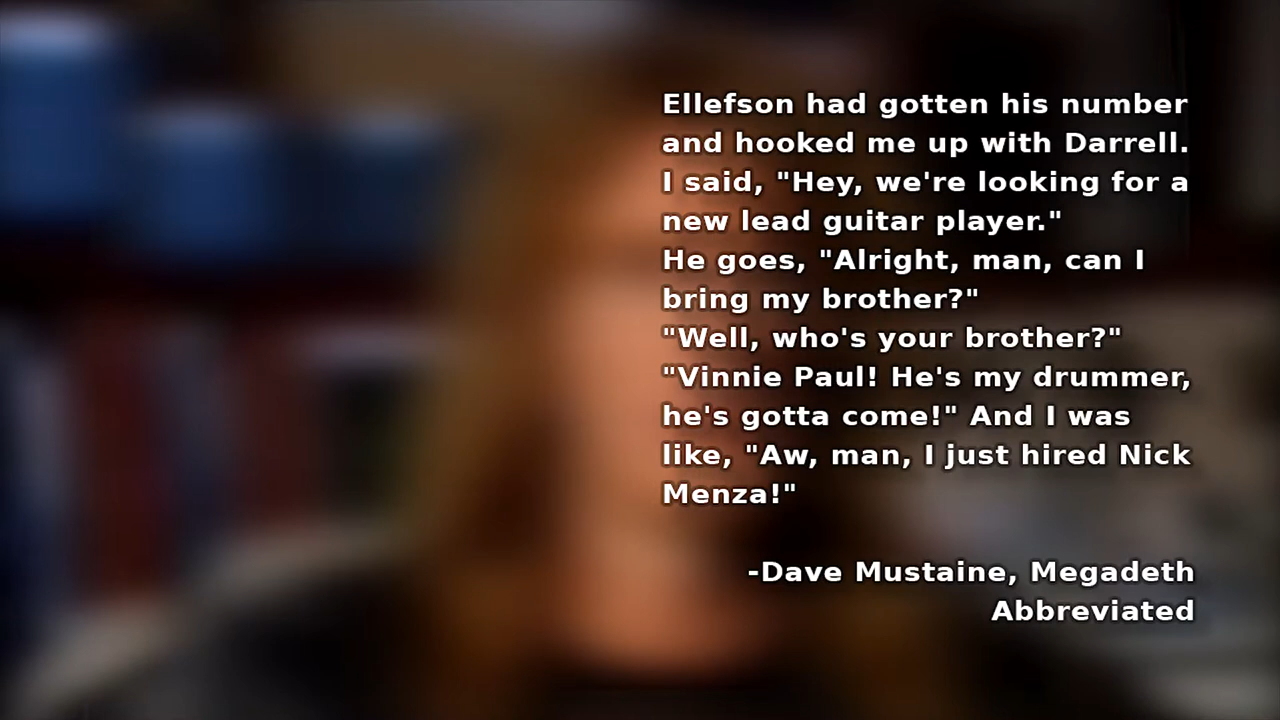 Ellefson had gotten his number
and hooked me up with Darrell.
I said, "Hey, we're looking for a
new lead guitar player."
He goes, "Alright, man, can I
bring my brother?"
"Well, who's your brother?"
"Vinnie Paul! He's my drummer,
he's gotta come!" And I was
like, "Aw, man, I just hired Nick
Menza!"
-Dave Mustaine, Megadeth
Abbreviated